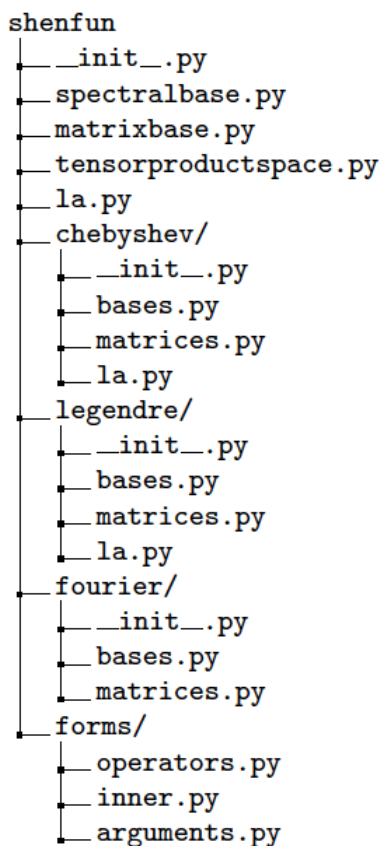 shenfun
__init__.py
spectralbase.py
matrixbase.py
tensorproductspace.py
la.py
chebyshev/
__init__.py
bases.py
matrices.py
la.py
legendre/
__init__.py
bases.py
matrices.py
la.py
fourier/
__init__.py
bases.py
matrices.py
forms/
operators.py
inner.py
arguments.py